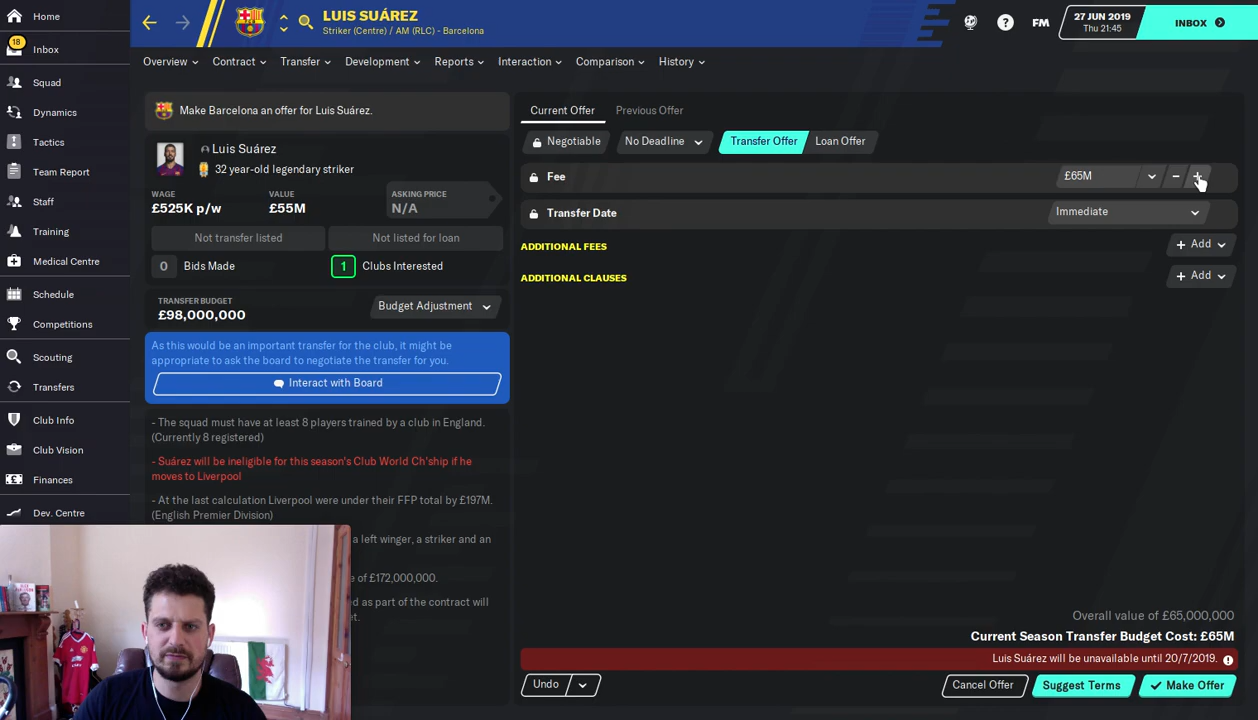 Home
LUIS SUÁREZ
Striker (Centre) / AM (RLC) - Barcelona
FM
27 JUN 2019
Thu 21:45
INBOX
18
Inbox
Squad
Dynamics
Tactics
Team Report
Staff
Training
Medical Centre
Schedule
Competitions
Scouting
Transfers
Club Info
Club Vision
Finances
Dev. Centre
Overview
Contract
Transfer
Development
Reports
Interaction
Comparison
History
Make Barcelona an offer for Luis Suárez.
Luis Suárez
32 year-old legendary striker
WAGE
£525K p/w
VALUE
£55M
ASKING PRICE
N/A
Not transfer listed
Not listed for loan
0 Bids Made
1 Clubs Interested
TRANSFER BUDGET
£98,000,000
Budget Adjustment
As this would be an important transfer for the club, it might be
appropriate to ask the board to negotiate the transfer for you.
Interact with Board
- The squad must have at least 8 players trained by a club in England.
(Currently 8 registered)
- Suárez will be ineligible for this season's Club World Ch'ship if he
moves to Liverpool
- At the last calculation Liverpool were under their FFP total by £197M.
(English Premier Division)
a left winger, a striker and an
e of £172,000,000.
ed as part of the contract will
et.
Current Offer
Previous Offer
Negotiable
No Deadline
Transfer Offer
Loan Offer
Fee
£65M
Transfer Date
Immediate
ADDITIONAL FEES
+ Add
ADDITIONAL CLAUSES
+ Add
Overall value of £65,000,000
Current Season Transfer Budget Cost: £65M
Luis Suárez will be unavailable until 20/7/2019.
Undo
Cancel Offer
Suggest Terms
Make Offer